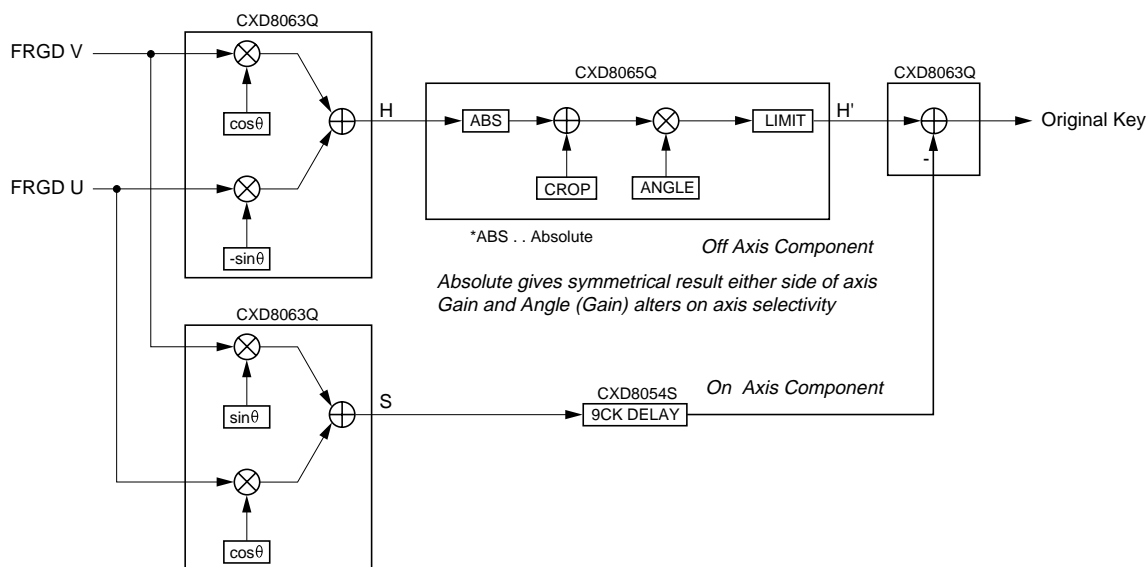 CXD8063Q
FRGD V
cosθ
H
FRGD U
-sinθ
CXD8065Q
ABS
CROP
ANGLE
LIMIT
H'
CXD8063Q
-
Original Key
*ABS . . Absolute
Off Axis Component
Absolute gives symmetrical result either side of axis
Gain and Angle (Gain) alters on axis selectivity
CXD8063Q
sinθ
S
cosθ
CXD8054S
9CK DELAY
On Axis Component